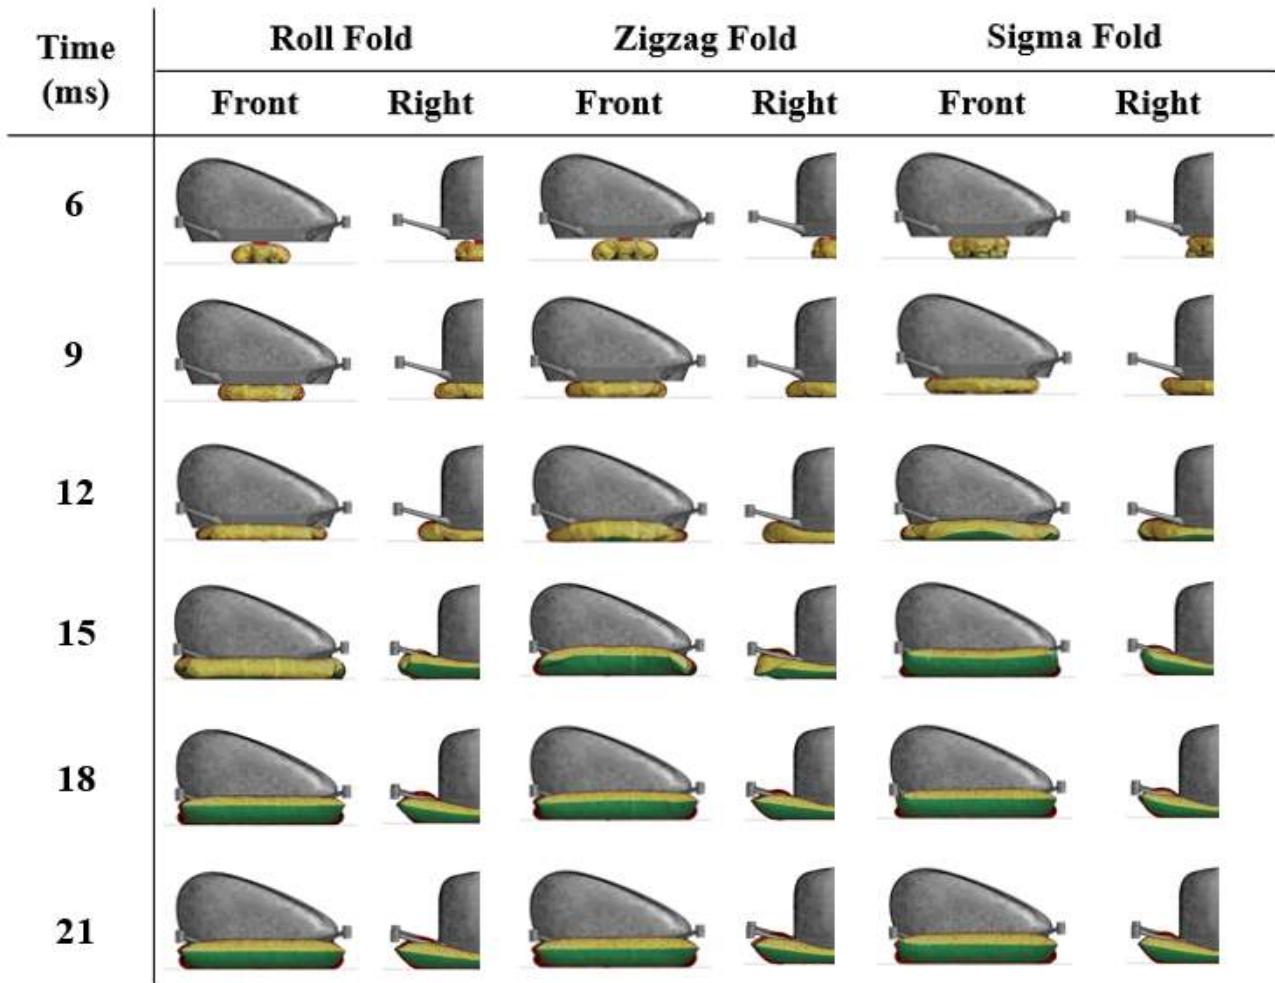 Time
(ms)
Roll Fold
Zigzag Fold
Sigma Fold
Front
Right
Front
Right
Front
Right
6
9
12
15
18
21